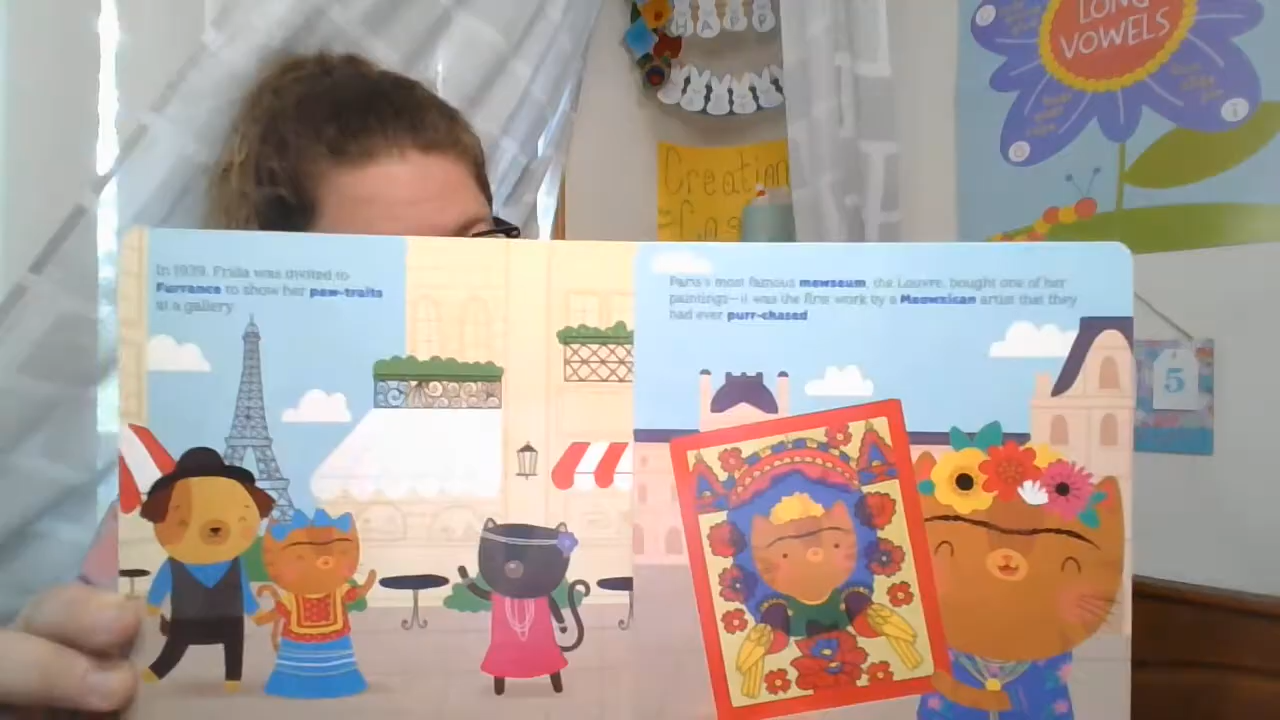 HAPP
LONG
VOWELS
Creation
In 1939, Frida was invited to
Furrance to show her paw-traits
at a gallery
Paris's most famous mewseum, the Louvre, bought one of her
paintings—it was the first work by a Meowxican artist that they
had ever purr-chased
5